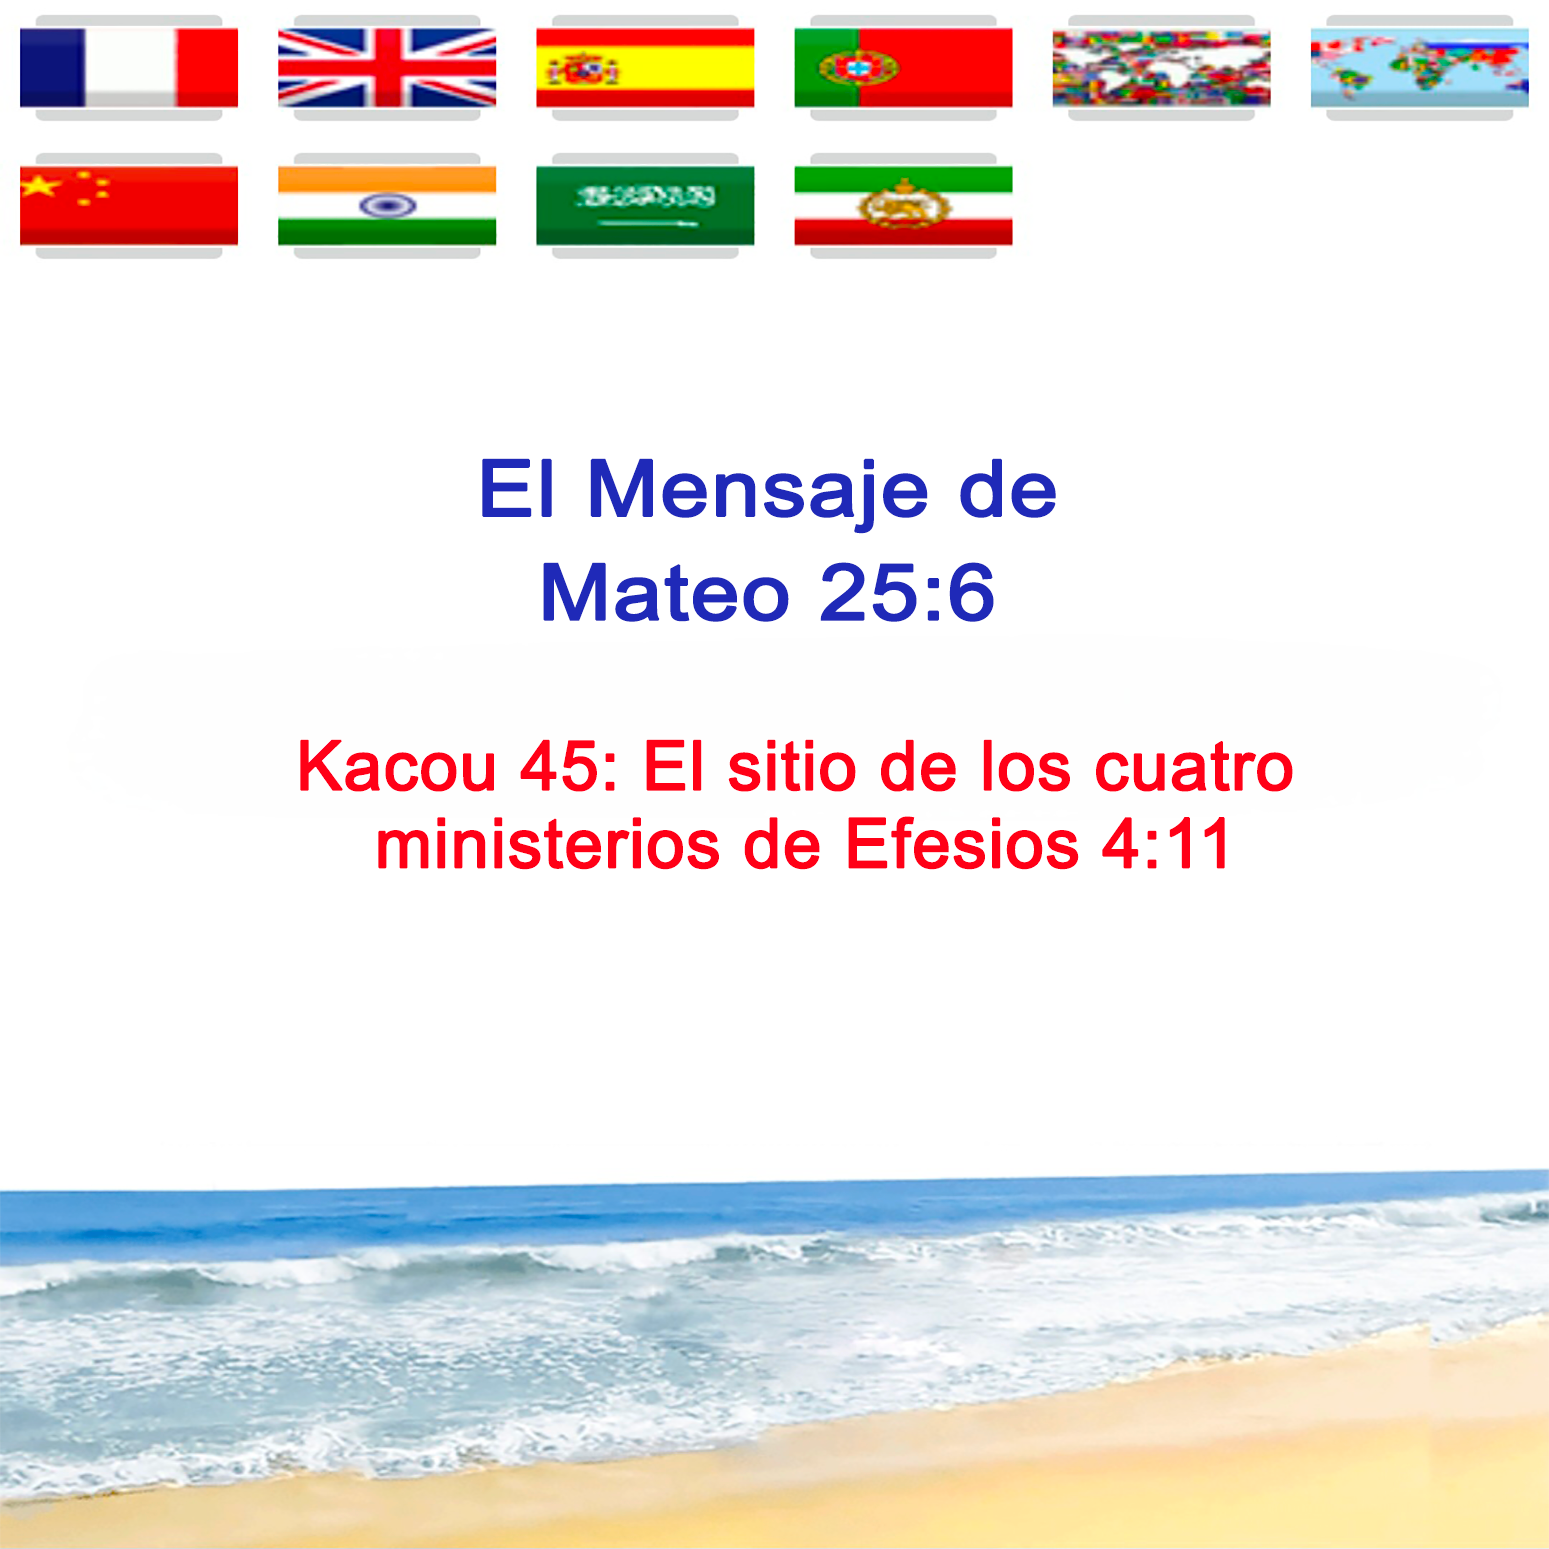 El Mensaje de
Mateo 25:6
Kacou 45: El sitio de los cuatro
ministerios de Efesios 4:11